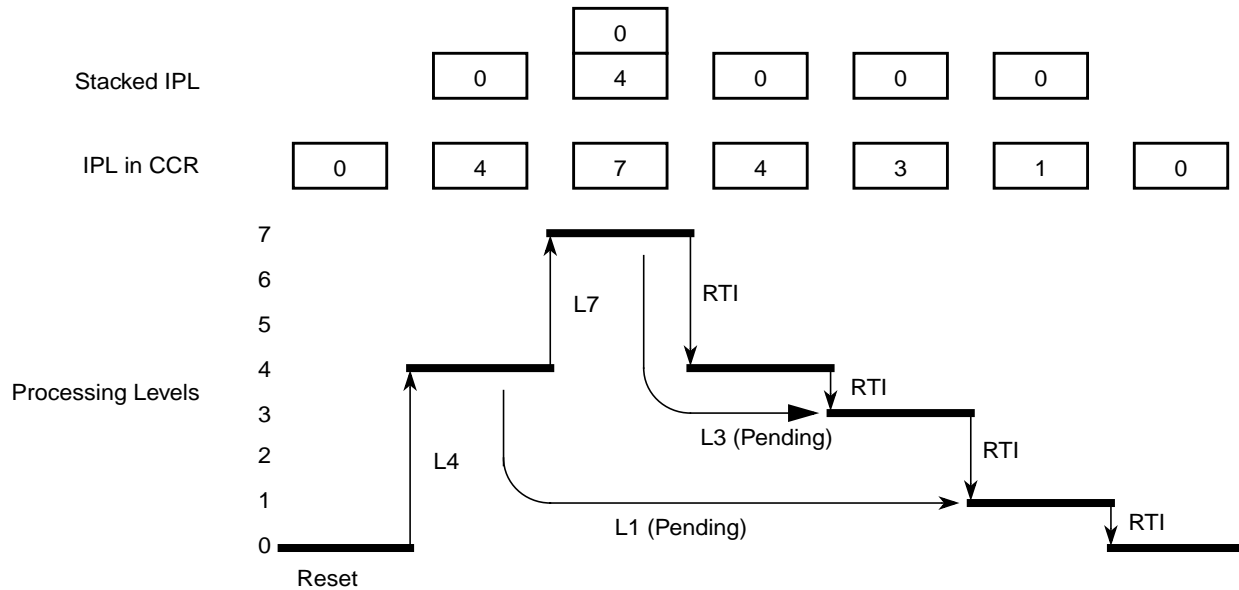 0
Stacked IPL 0 4 0 0 0
IPL in CCR 0 4 7 4 3 1 0
7
6
L7 RTI
5
4
Processing Levels
RTI
3
L3 (Pending)
2
L4 RTI
1
L1 (Pending) RTI
0
Reset